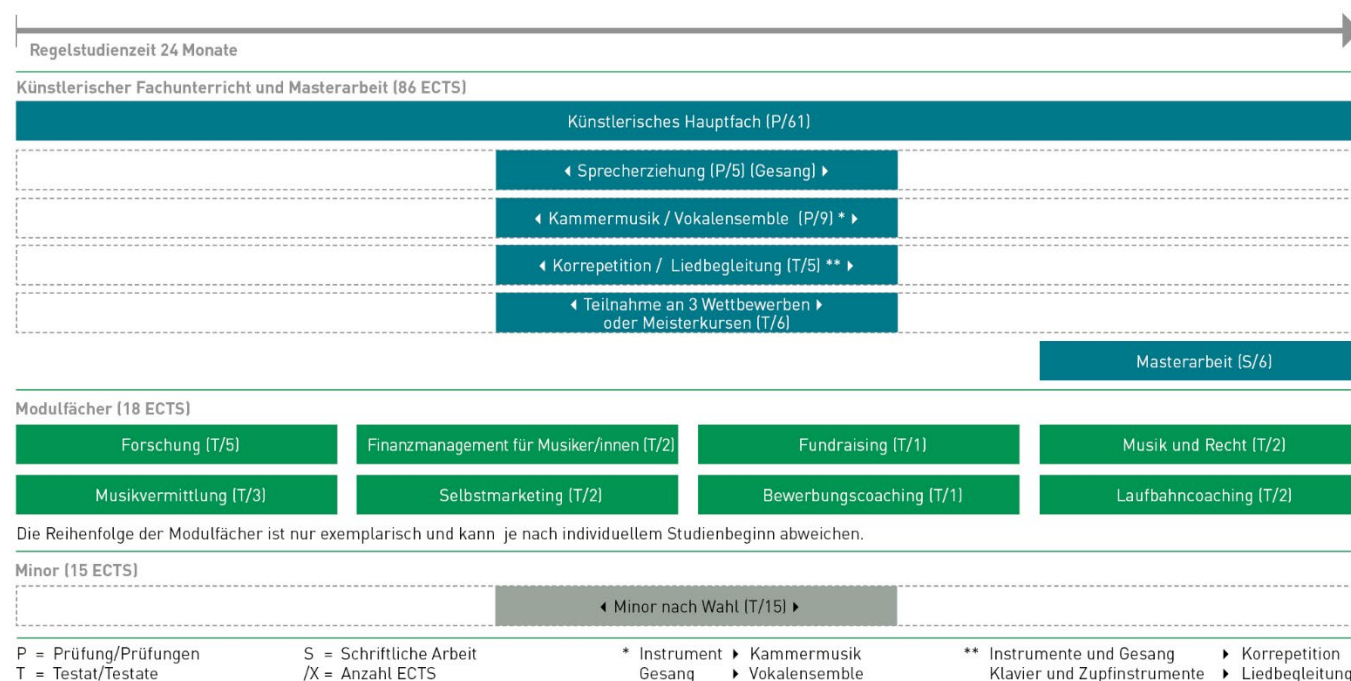 Regelstudienzeit 24 Monate
Künstlerischer Fachunterricht und Masterarbeit (86 ECTS)
Künstlerisches Hauptfach (P/61)
◂ Sprecherziehung (P/5) (Gesang) ▸
◂ Kammermusik / Vokalensemble (P/9) * ▸
◂ Korrepetition / Liedbegleitung (T/5) ** ▸
◂ Teilnahme an 3 Wettbewerben ▸
oder Meisterkursen (T/6)
Masterarbeit (S/6)
Modulfächer (18 ECTS)
Forschung (T/5) Finanzmanagement für Musiker/innen (T/2) Fundraising (T/1) Musik und Recht (T/2)
Musikvermittlung (T/3) Selbstmarketing (T/2) Bewerbungscoaching (T/1) Laufbahncoaching (T/2)
Die Reihenfolge der Modulfächer ist nur exemplarisch und kann je nach individuellem Studienbeginn abweichen.
Minor (15 ECTS)
◂ Minor nach Wahl (T/15) ▸
P = Prüfung/Prüfungen S = Schriftliche Arbeit * Instrument ▸ Kammermusik ** Instrumente und Gesang ▸ Korrepetition
T = Testat/Testate /X = Anzahl ECTS Gesang ▸ Vokalensemble Klavier und Zupfinstrumente ▸ Liedbegleitung